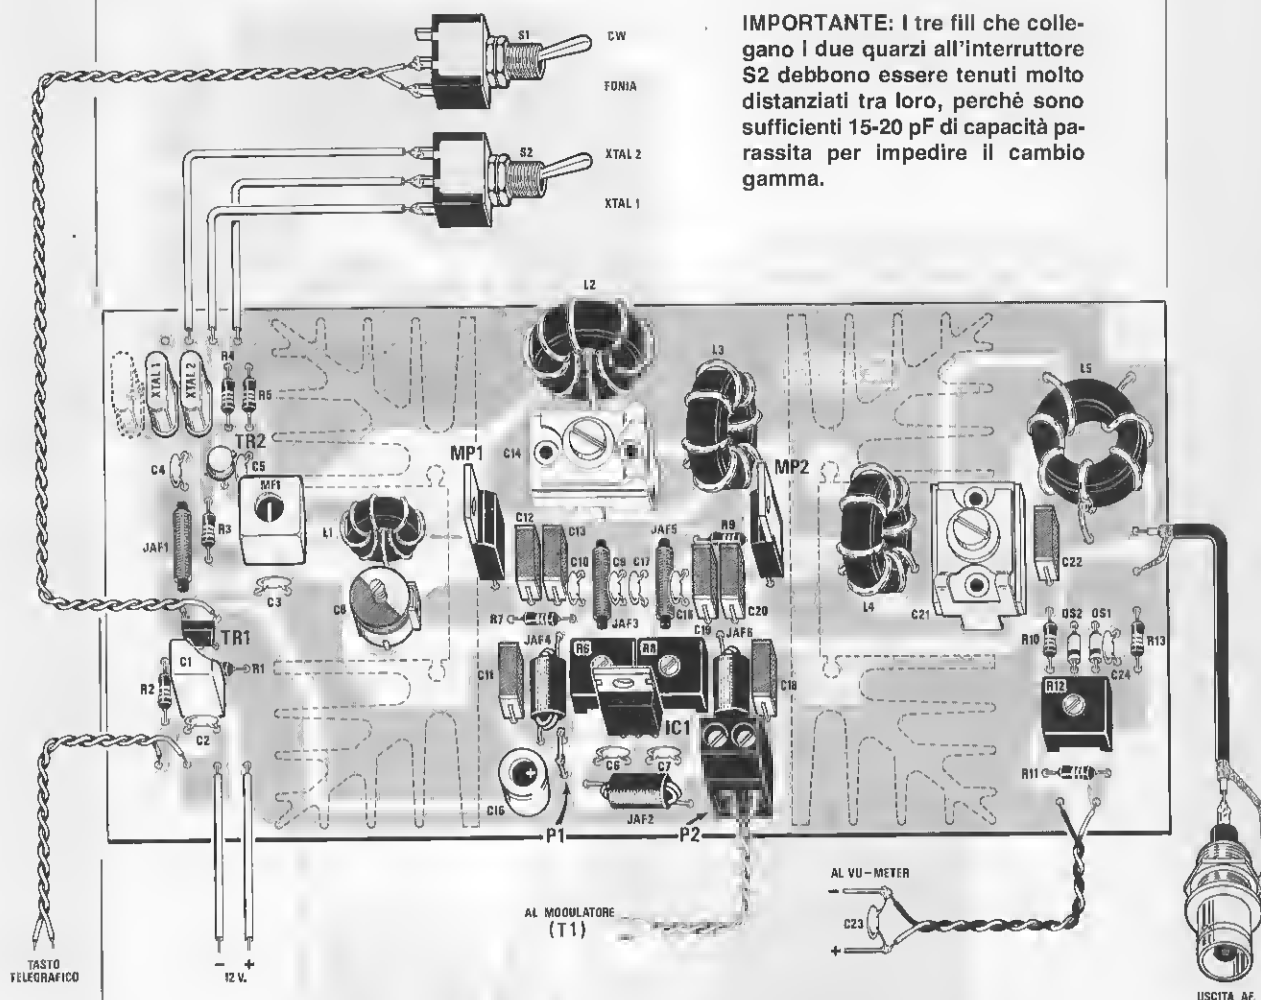 IMPORTANTE: I tre fili che colle-
gano i due quarzi all'interruttore
S2 debbono essere tenuti molto
distanziati tra loro, perchè sono
sufficienti 15-20 pF di capacità pa-
rassita per impedire il cambio
gamma.
S1
CW
FONIA
S2
XTAL 2
XTAL 1
L2
L3
L5
XTAL 1
XTAL 2
R4
R5
TR2
C4
C5
MF1
JAF1
R3
C3
L1
C8
MP1
C14
MP2
C12
C13
C10
JAF3
C9
C17
JAF5
C16
R9
C19
C20
L4
C21
C22
R7
JAF4
JAF6
R6
R8
C11
C18
IC1
TR1
C1
R1
R2
C2
C15
C6
C7
JAF2
P1
P2
R10
DS2
DS1
C24
R13
R12
R11
AL MODULATORE
(T1)
AL VU-METER
-
C23
+
TASTO
TELEGRAFICO
- +
12 V.
USCITA AF.